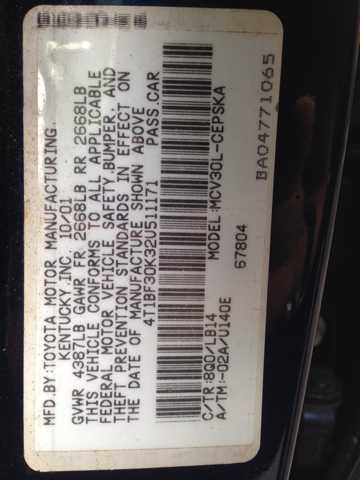 MFD.BY:TOYOTA MOTOR MANUFACTURING,
KENTUCKY,INC. 10/01
GVWR 4387LB GAWR FR 2668LB RR 2668LB
THIS VEHICLE CONFORMS TO ALL APPLICABLE
FEDERAL MOTOR VEHICLE SAFETY,BUMPER, AND
THEFT PREVENTION STANDARDS IN EFFECT ON
THE DATE OF MANUFACTURE SHOWN ABOVE
4T1BF30K32U511171 PASS.CAR
C/TR:8Q0/LB14 MODEL:MCV30L-CEPSKA
A/TM:-02A/U140E 67804
BA04771065